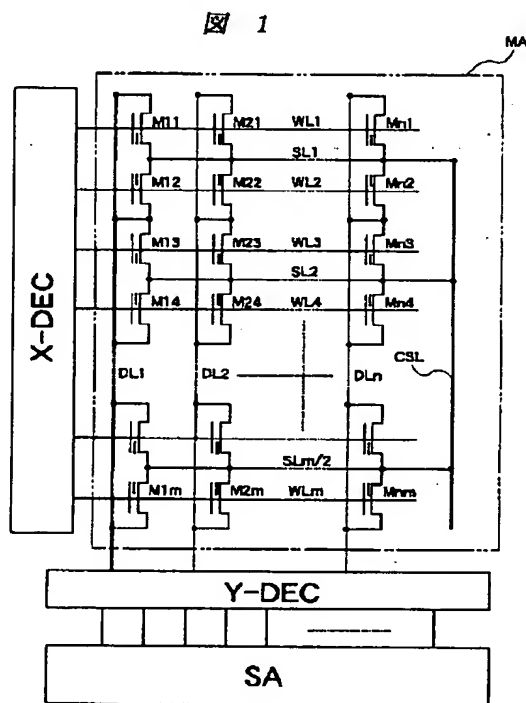 図 1
MA
M11 M21 WL1 Mn1
SL1
M12 M22 WL2 Mn2
M13 M23 WL3 Mn3
SL2
M14 M24 WL4 Mn4
X-DEC
CSL
DL1 DL2 DLn
SLm/2
M1m M2m WLm Mnm
Y-DEC
SA